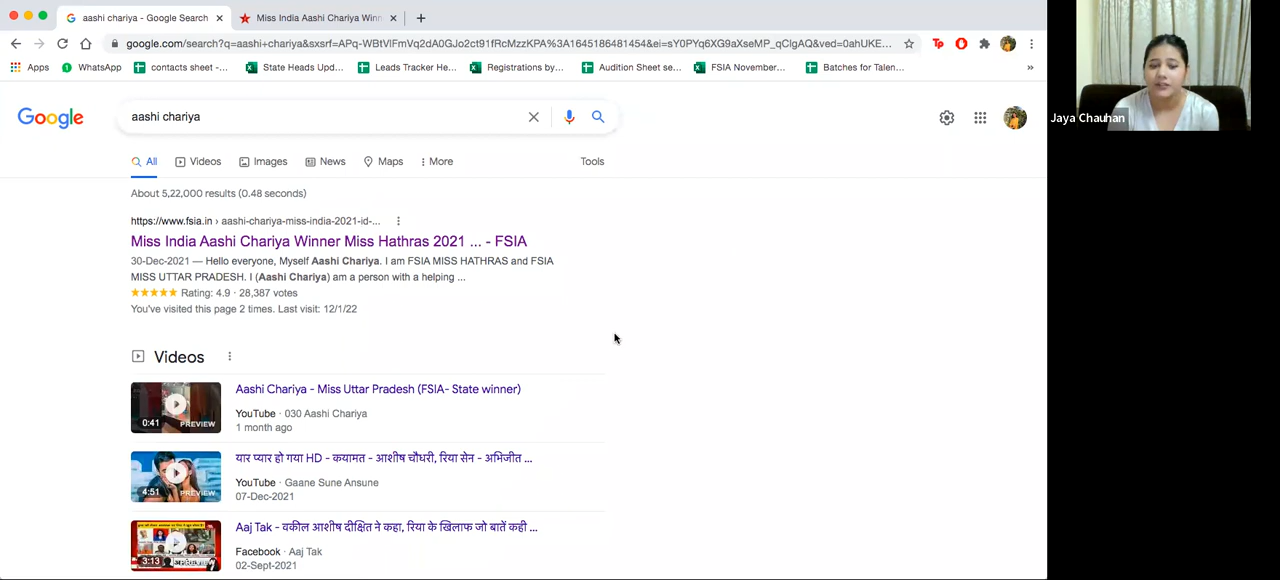 aashi chariya - Google Search
Miss India Aashi Chariya Winn
google.com/search?q=aashi+chariya&sxsrf=APq-WBtVlFmVq2dA0GJo2ct91fRcMzzKPA%3A1645186481454&ei=sY0PYq6XG9aXseMP_qClgAQ&ved=0ahUKE...
Apps
WhatsApp
contacts sheet -...
State Heads Upd...
Leads Tracker He...
Registrations by...
Audition Sheet se...
FSIA November...
Batches for Talen...
»
Google
aashi chariya
All
Videos
Images
News
Maps
More
Tools
About 5,22,000 results (0.48 seconds)
https://www.fsia.in › aashi-chariya-miss-india-2021-id-...
Miss India Aashi Chariya Winner Miss Hathras 2021 ... - FSIA
30-Dec-2021 — Hello everyone, Myself Aashi Chariya. I am FSIA MISS HATHRAS and FSIA
MISS UTTAR PRADESH. I (Aashi Chariya) am a person with a helping ...
Rating: 4.9 · 28,387 votes
You've visited this page 2 times. Last visit: 12/1/22
Videos
Aashi Chariya - Miss Uttar Pradesh (FSIA- State winner)
0:41
PREVIEW
YouTube · 030 Aashi Chariya
1 month ago
यार प्यार हो गया HD - कयामत - आशीष चौधरी, रिया सेन - अभिजीत ...
4:51
PREVIEW
YouTube · Gaane Sune Ansune
07-Dec-2021
Aaj Tak - वकील आशीष दीक्षित ने कहा, रिया के खिलाफ जो बातें कही ...
3:13
PREVIEW
Facebook · Aaj Tak
02-Sept-2021
Jaya Chauhan